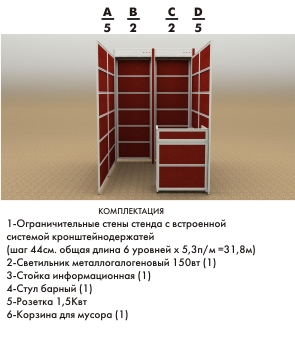 A B C D
5 2 2 5
КОМПЛЕКТАЦИЯ
1-Ограничительные стены стенда с встроенной
системой кронштейнодержатей
(шаг 44см. общая длина 6 уровней х 5,3п/м =31,8м)
2-Светильник металлогалогеновый 150вт (1)
3-Стойка информационная (1)
4-Стул барный (1)
5-Розетка 1,5Квт
6-Корзина для мусора (1)